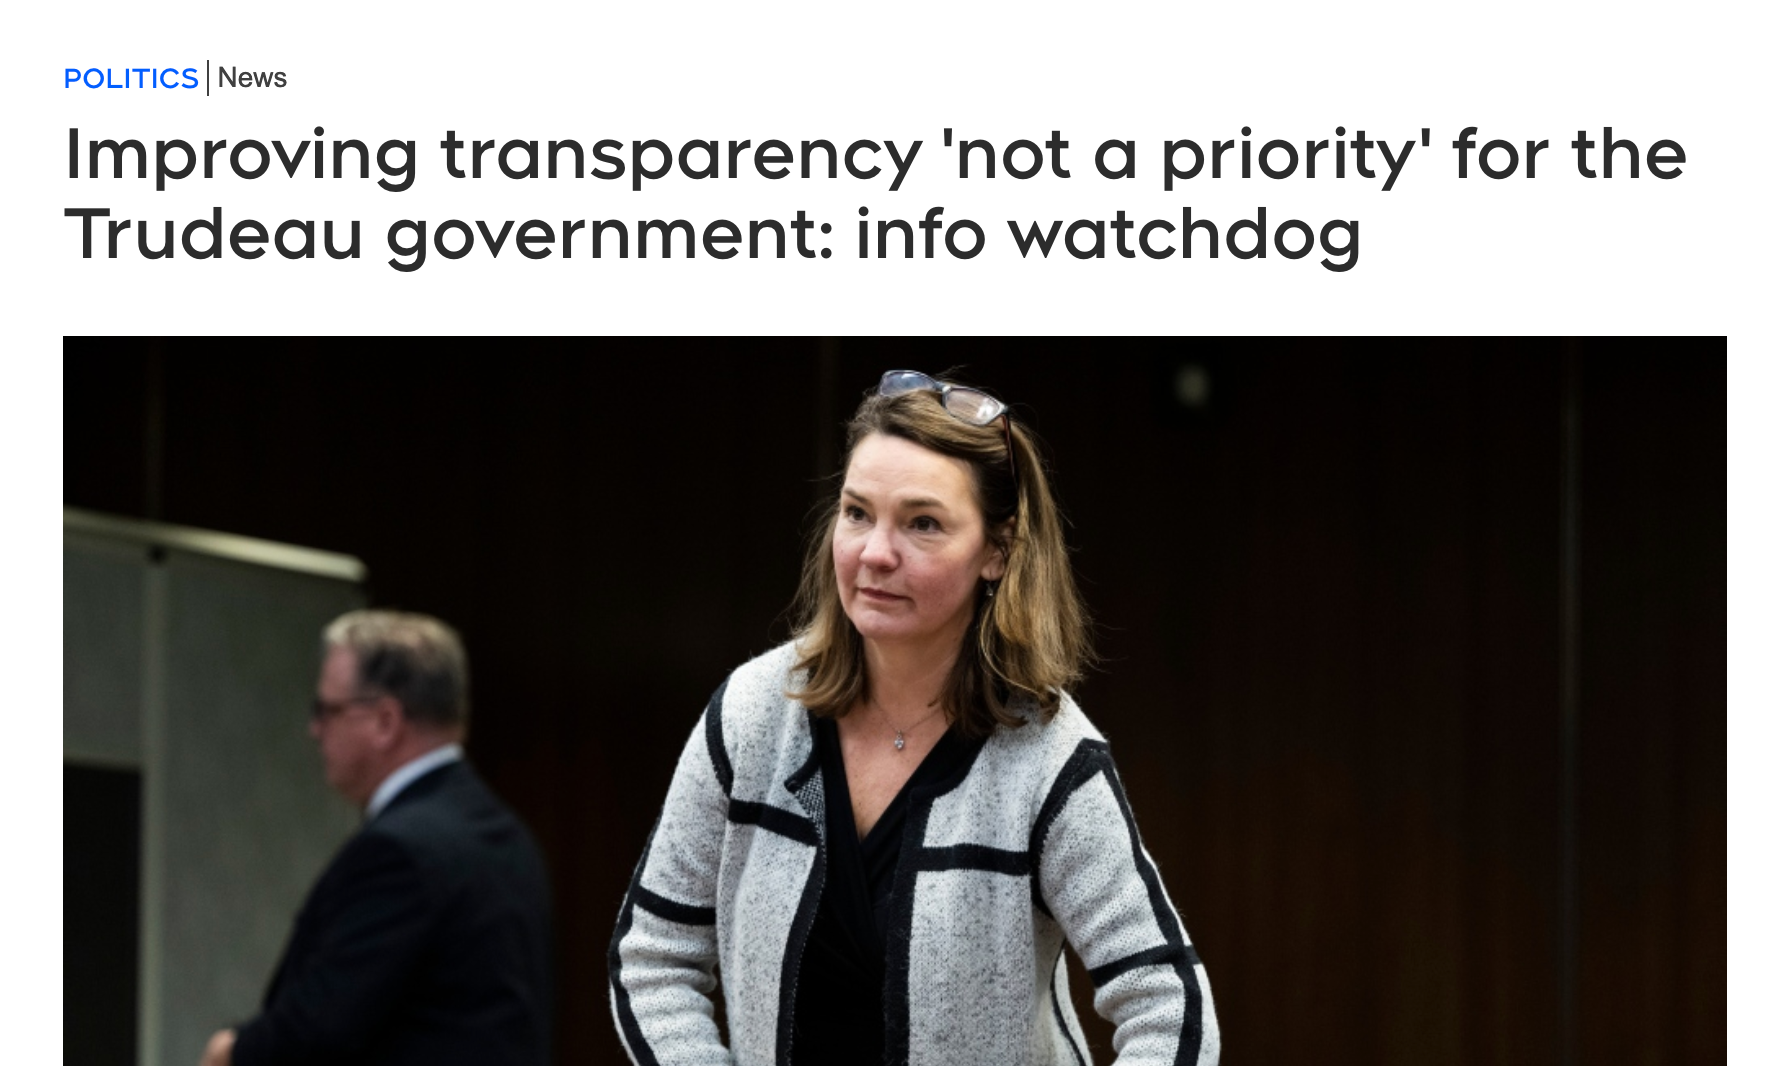 POLITICS | News
Improving transparency 'not a priority' for the
Trudeau government: info watchdog